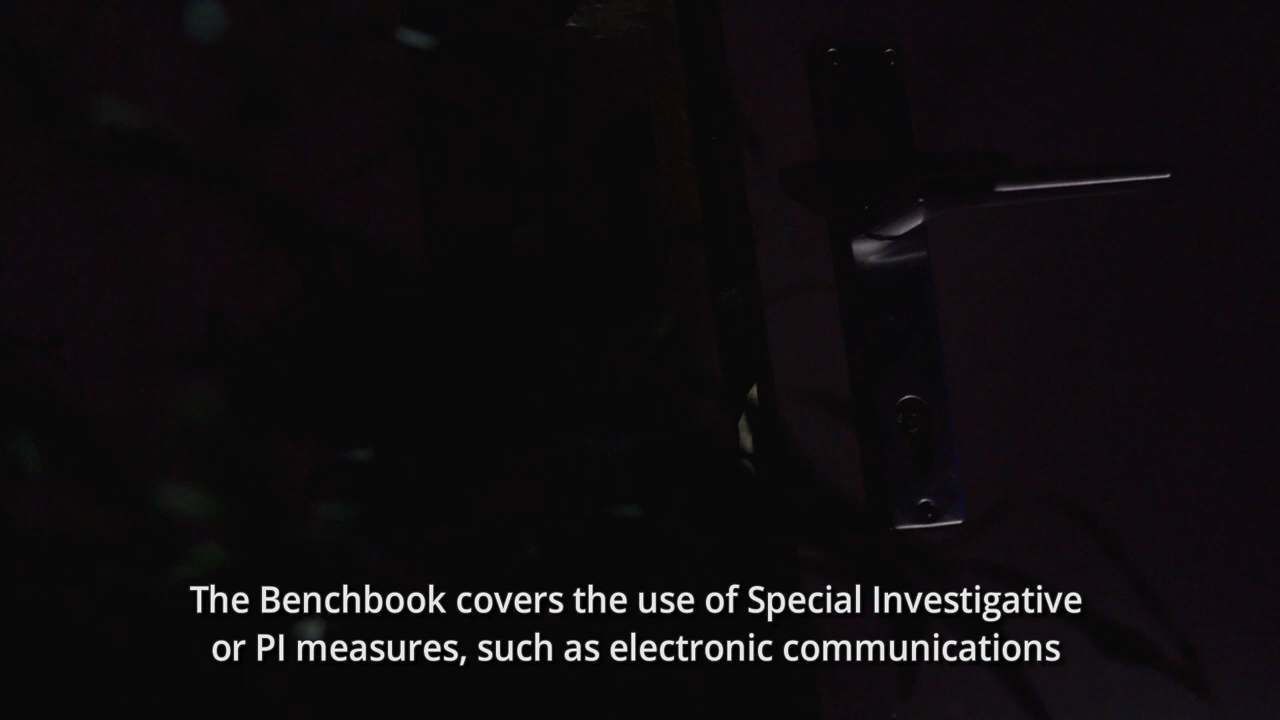 The Benchbook covers the use of Special Investigative
or PI measures, such as electronic communications